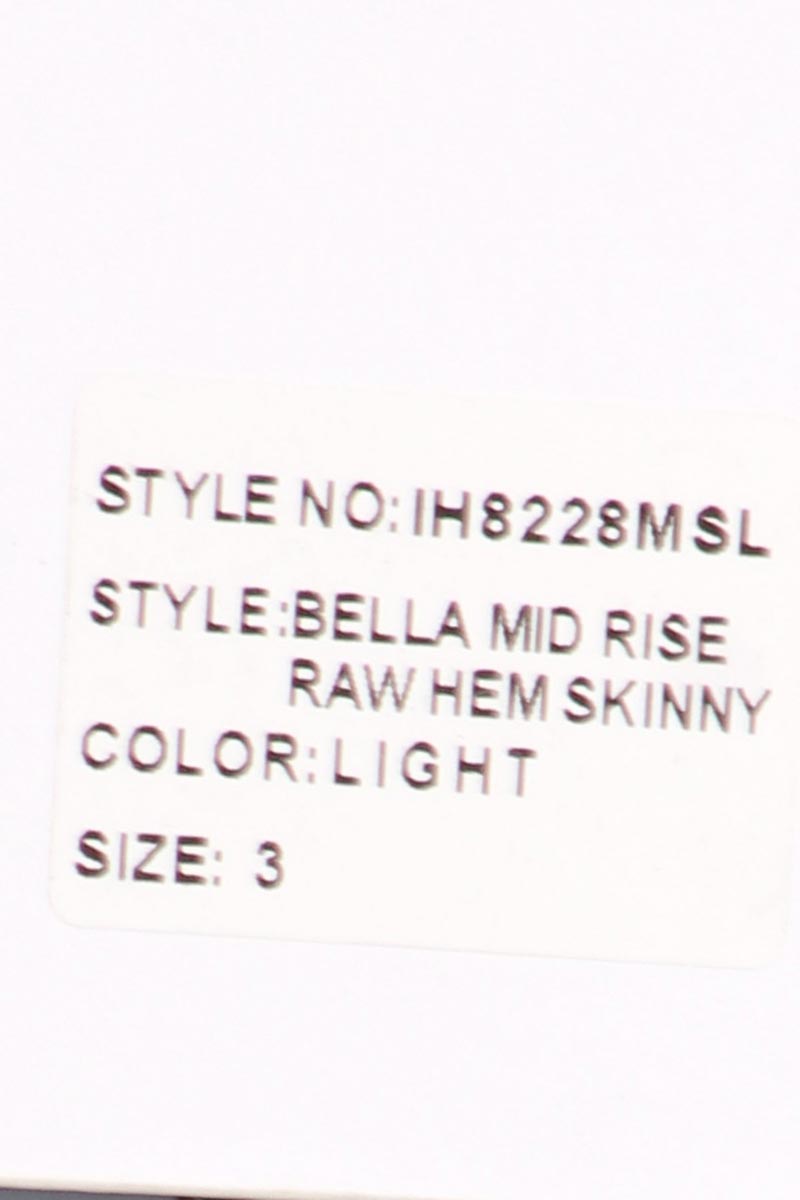 STYLE NO:IH8228MSL
STYLE:BELLA MID RISE
RAW HEM SKINNY
COLOR:LIGHT
SIZE: 3